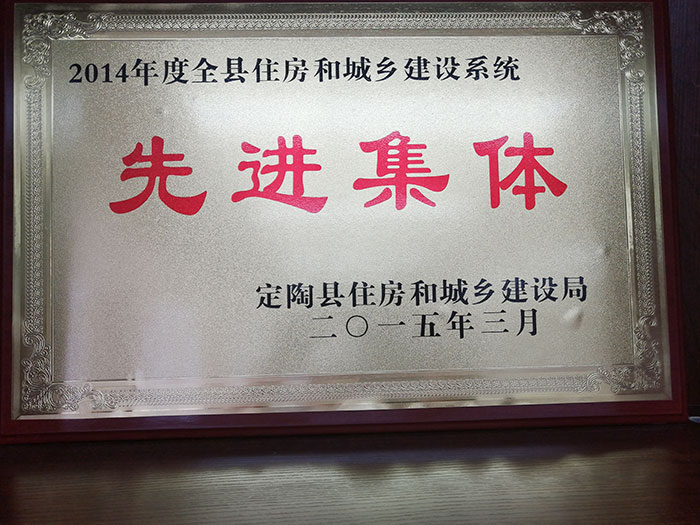 2014年度全县住房和城乡建设系统
先进集体
定陶县住房和城乡建设局
二〇一五年三月